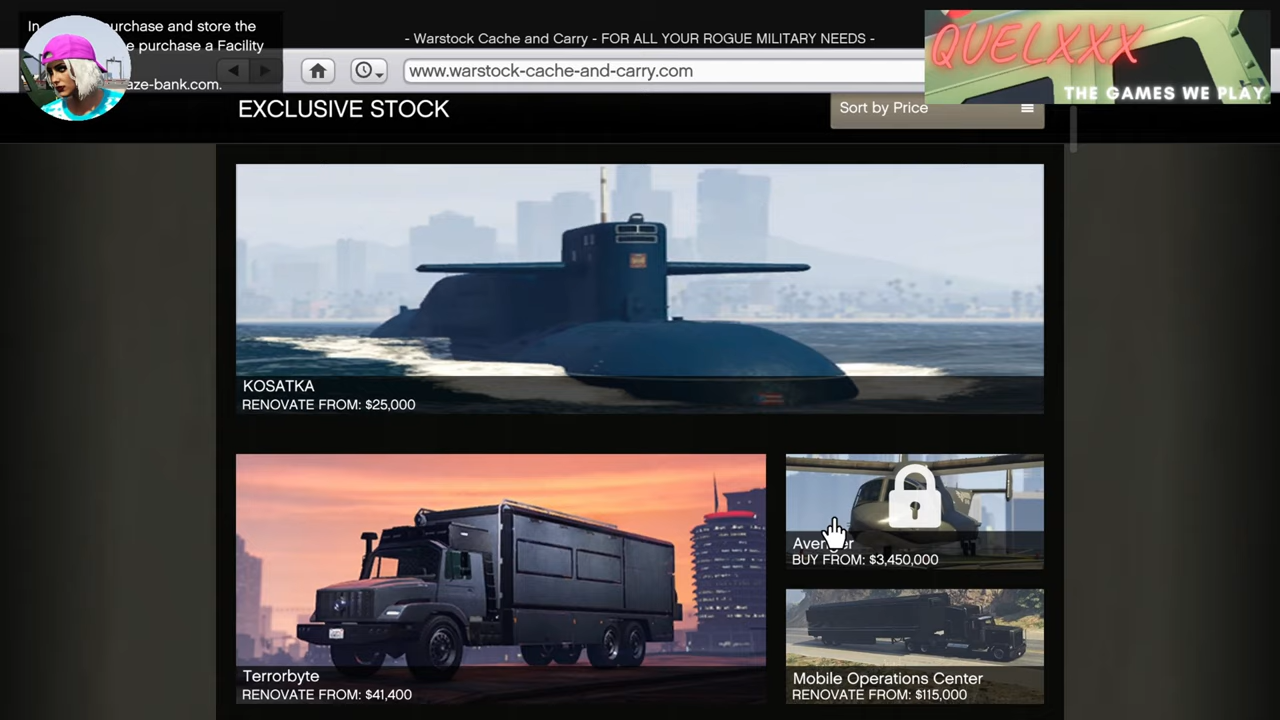 In urchase and store the
e purchase a Facility
aze-bank.com.
- Warstock Cache and Carry - FOR ALL YOUR ROGUE MILITARY NEEDS -
www.warstock-cache-and-carry.com
QUELXXX
THE GAMES WE PLAY
EXCLUSIVE STOCK
Sort by Price
KOSATKA
RENOVATE FROM: $25,000
Avenger
BUY FROM: $3,450,000
Terrorbyte
RENOVATE FROM: $41,400
Mobile Operations Center
RENOVATE FROM: $115,000